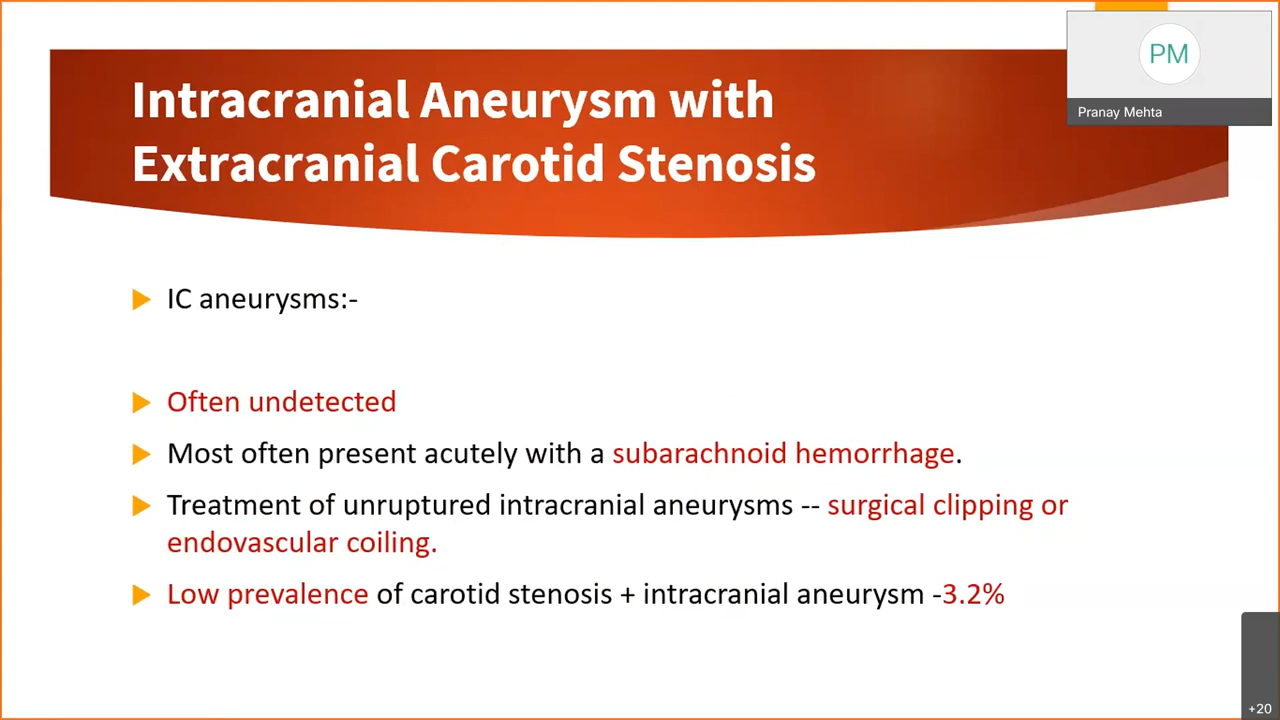 Intracranial Aneurysm with
Extracranial Carotid Stenosis
PM
Pranay Mehta
IC aneurysms:-
Often undetected
Most often present acutely with a subarachnoid hemorrhage.
Treatment of unruptured intracranial aneurysms -- surgical clipping or
endovascular coiling.
Low prevalence of carotid stenosis + intracranial aneurysm -3.2%
+20